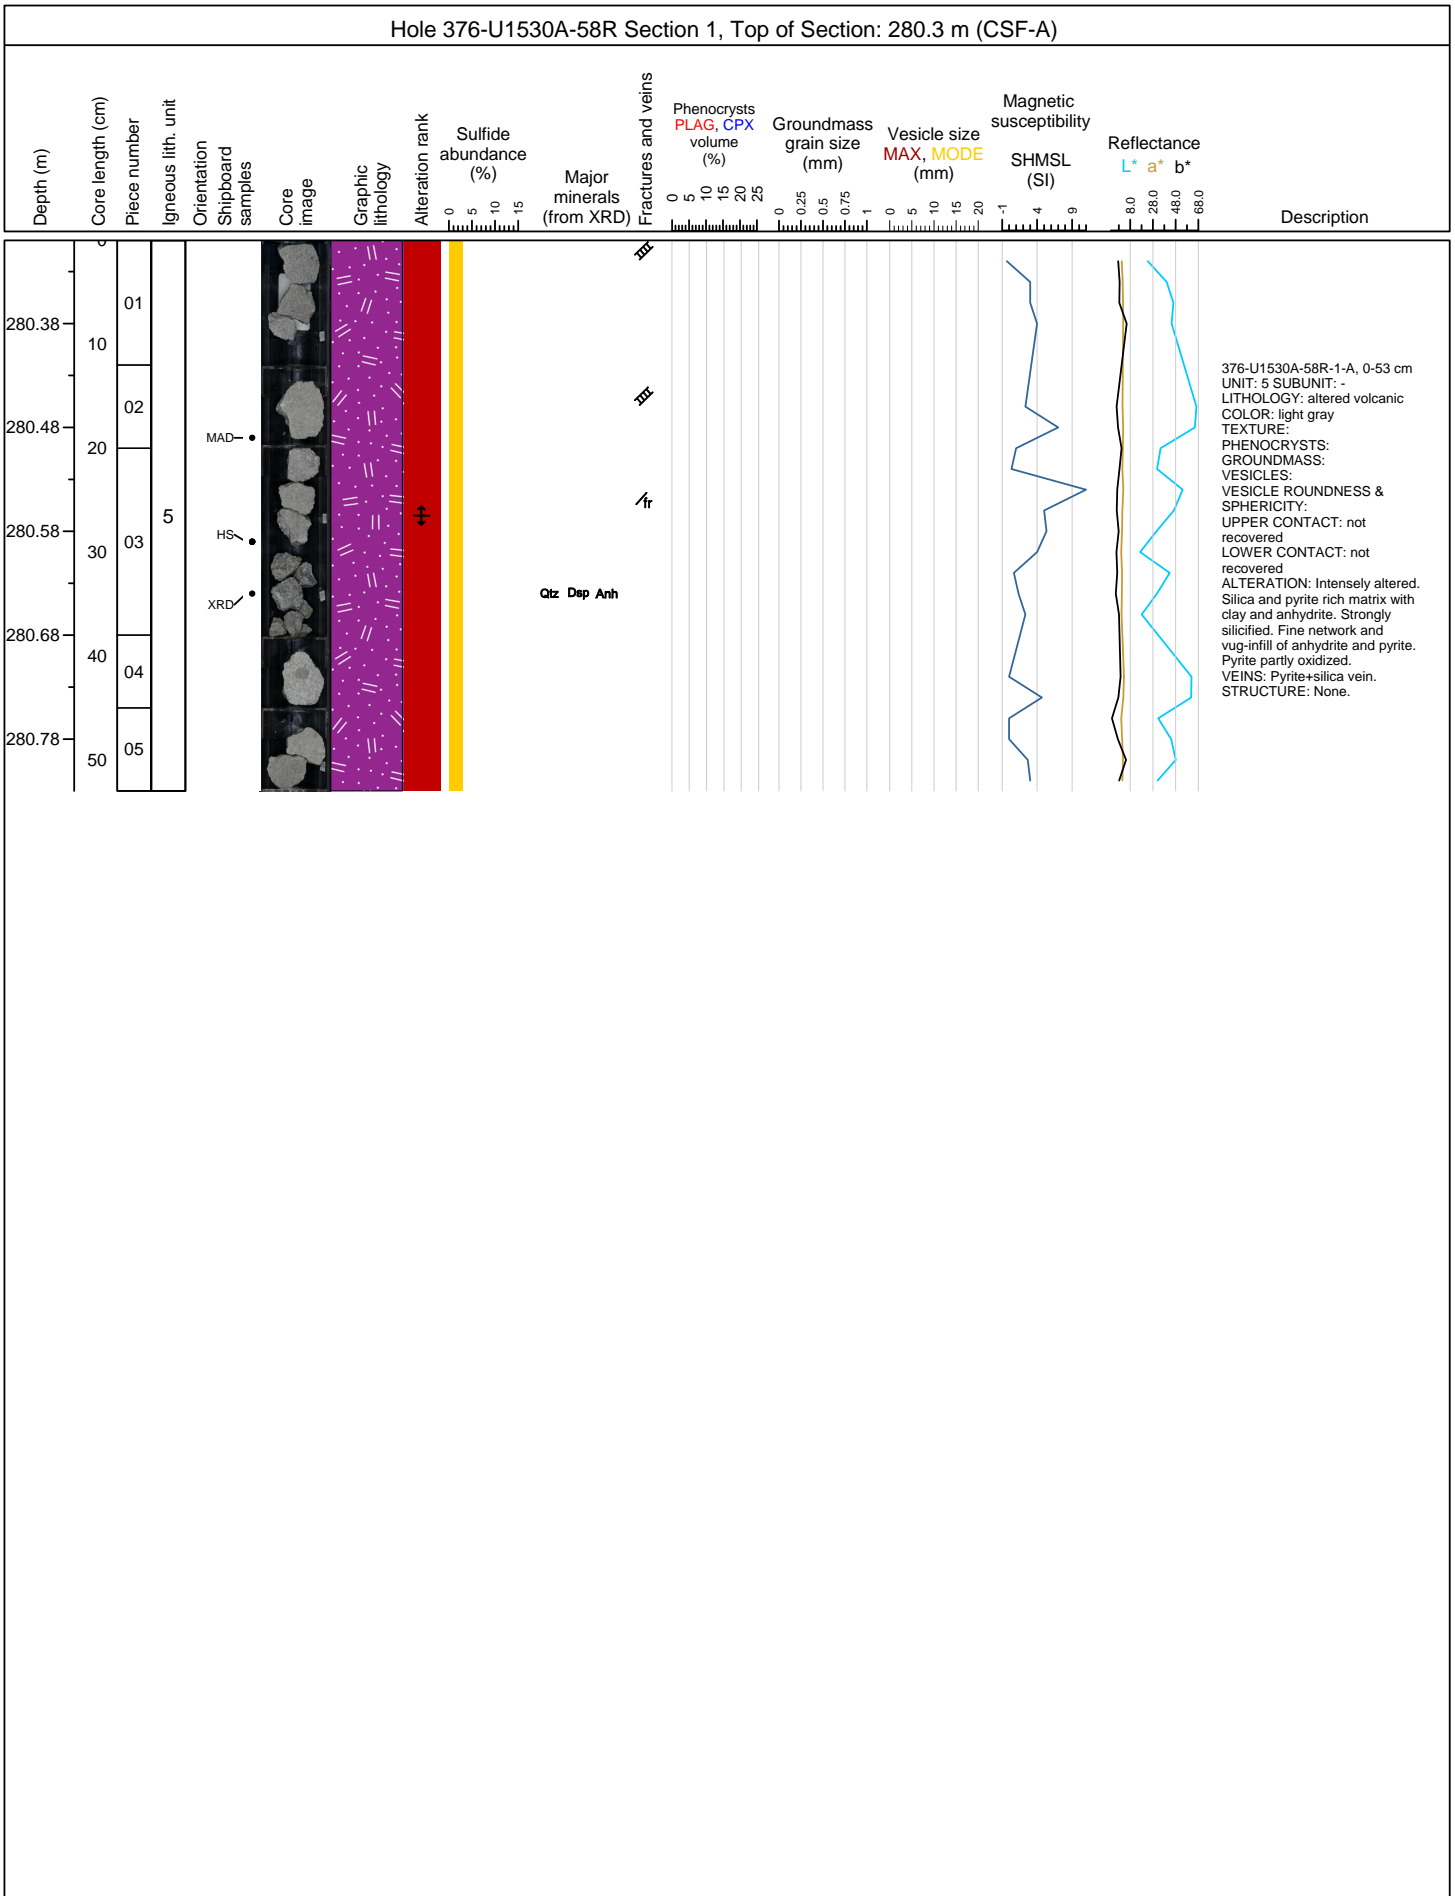 Hole 376-U1530A-58R Section 1, Top of Section: 280.3 m (CSF-A)
Depth (m)
Core length (cm)
Piece number
Igneous lith. unit
Orientation
Shipboard
samples
Core
image
Graphic
lithology
Alteration rank
Sulfide
abundance
(%)
0 5 10 15
Major
minerals
(from XRD)
Fractures and veins
Phenocrysts
PLAG, CPX
volume
(%)
0 5 10 15 20 25
Groundmass
grain size
(mm)
0 0.25 0.5 0.75 1
Vesicle size
MAX, MODE
(mm)
0 5 10 15 20
Magnetic
susceptibility
SHMSL
(SI)
-1 4 9
Reflectance
L* a* b*
8.0 28.0 48.0 68.0
Description
280.38
280.48
280.58
280.68
280.78
0
10
20
30
40
50
01
02
03
04
05
5
MAD
HS
XRD
Qtz Dsp Anh
fr
376-U1530A-58R-1-A, 0-53 cm
UNIT: 5 SUBUNIT: -
LITHOLOGY: altered volcanic
COLOR: light gray
TEXTURE:
PHENOCRYSTS:
GROUNDMASS:
VESICLES:
VESICLE ROUNDNESS &
SPHERICITY:
UPPER CONTACT: not
recovered
LOWER CONTACT: not
recovered
ALTERATION: Intensely altered.
Silica and pyrite rich matrix with
clay and anhydrite. Strongly
silicified. Fine network and
vug-infill of anhydrite and pyrite.
Pyrite partly oxidized.
VEINS: Pyrite+silica vein.
STRUCTURE: None.